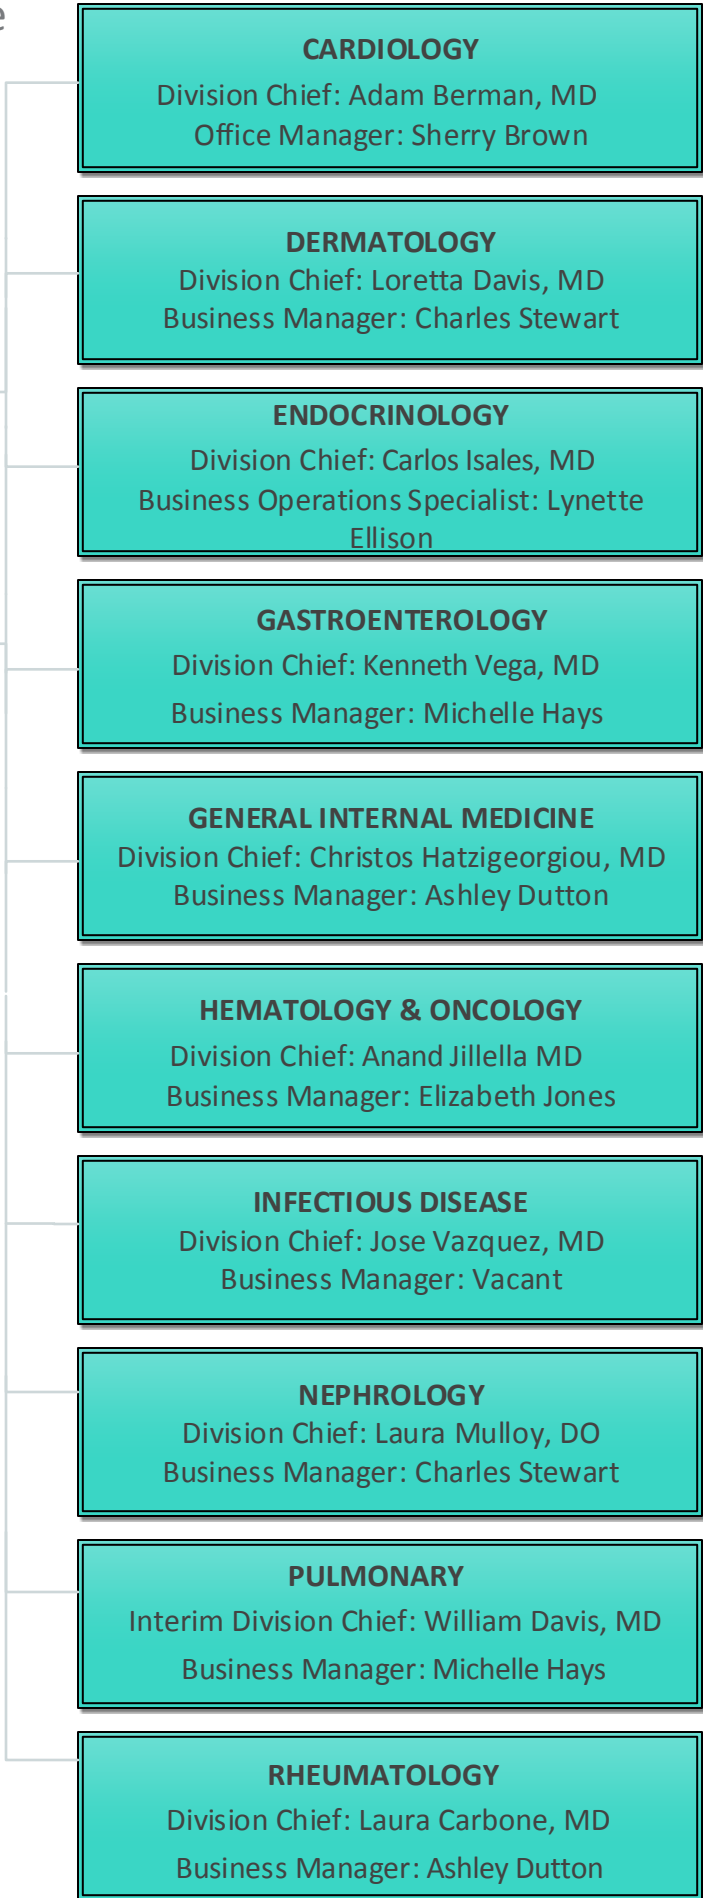 e
CARDIOLOGY
Division Chief: Adam Berman, MD
Office Manager: Sherry Brown
DERMATOLOGY
Division Chief: Loretta Davis, MD
Business Manager: Charles Stewart
ENDOCRINOLOGY
Division Chief: Carlos Isales, MD
Business Operations Specialist: Lynette
Ellison
GASTROENTEROLOGY
Division Chief: Kenneth Vega, MD
Business Manager: Michelle Hays
GENERAL INTERNAL MEDICINE
Division Chief: Christos Hatzigeorgiou, MD
Business Manager: Ashley Dutton
HEMATOLOGY & ONCOLOGY
Division Chief: Anand Jillella MD
Business Manager: Elizabeth Jones
INFECTIOUS DISEASE
Division Chief: Jose Vazquez, MD
Business Manager: Vacant
NEPHROLOGY
Division Chief: Laura Mulloy, DO
Business Manager: Charles Stewart
PULMONARY
Interim Division Chief: William Davis, MD
Business Manager: Michelle Hays
RHEUMATOLOGY
Division Chief: Laura Carbone, MD
Business Manager: Ashley Dutton